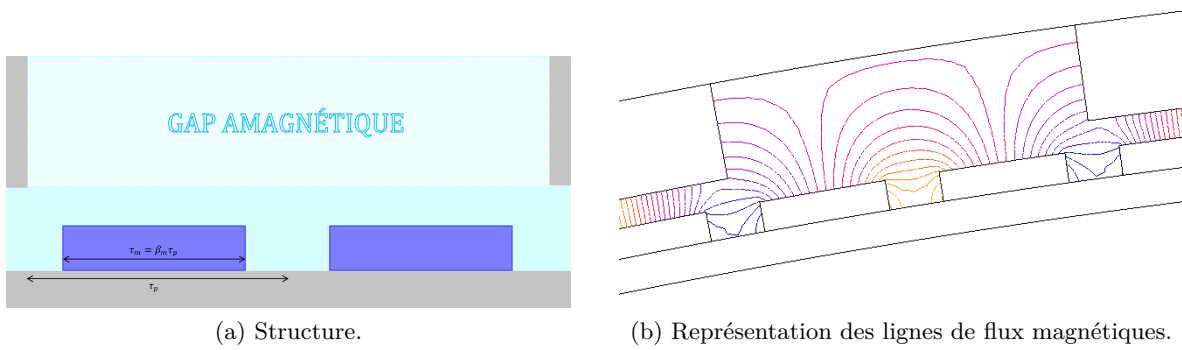 GAP AMAGNÉTIQUE
τₘ = βₘτₚ
τₚ
(a) Structure.
(b) Représentation des lignes de flux magnétiques.